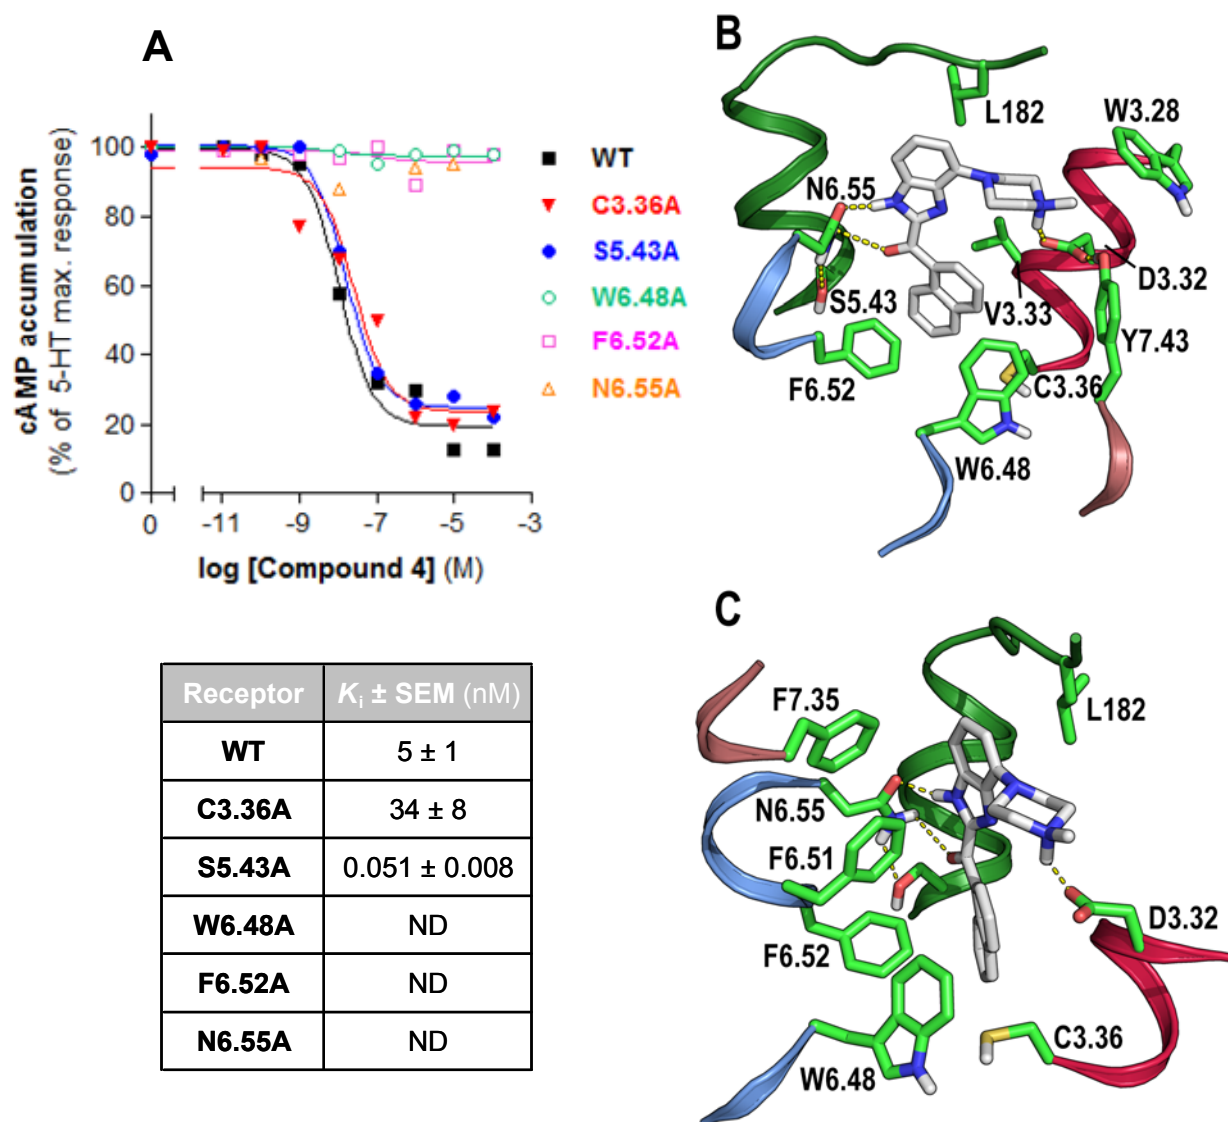 A
cAMP accumulation
(% of 5-HT max. response)
100
80
60
40
20
0
0
-11
-9
-7
-5
-3
log [Compound 4] (M)
WT
C3.36A
S5.43A
W6.48A
F6.52A
N6.55A
B
L182
W3.28
N6.55
D3.32
S5.43
V3.33
Y7.43
F6.52
C3.36
W6.48
Receptor Ki ± SEM (nM)
WT 5 ± 1
C3.36A 34 ± 8
S5.43A 0.051 ± 0.008
W6.48A ND
F6.52A ND
N6.55A ND
C
F7.35
L182
N6.55
F6.51
D3.32
F6.52
C3.36
W6.48